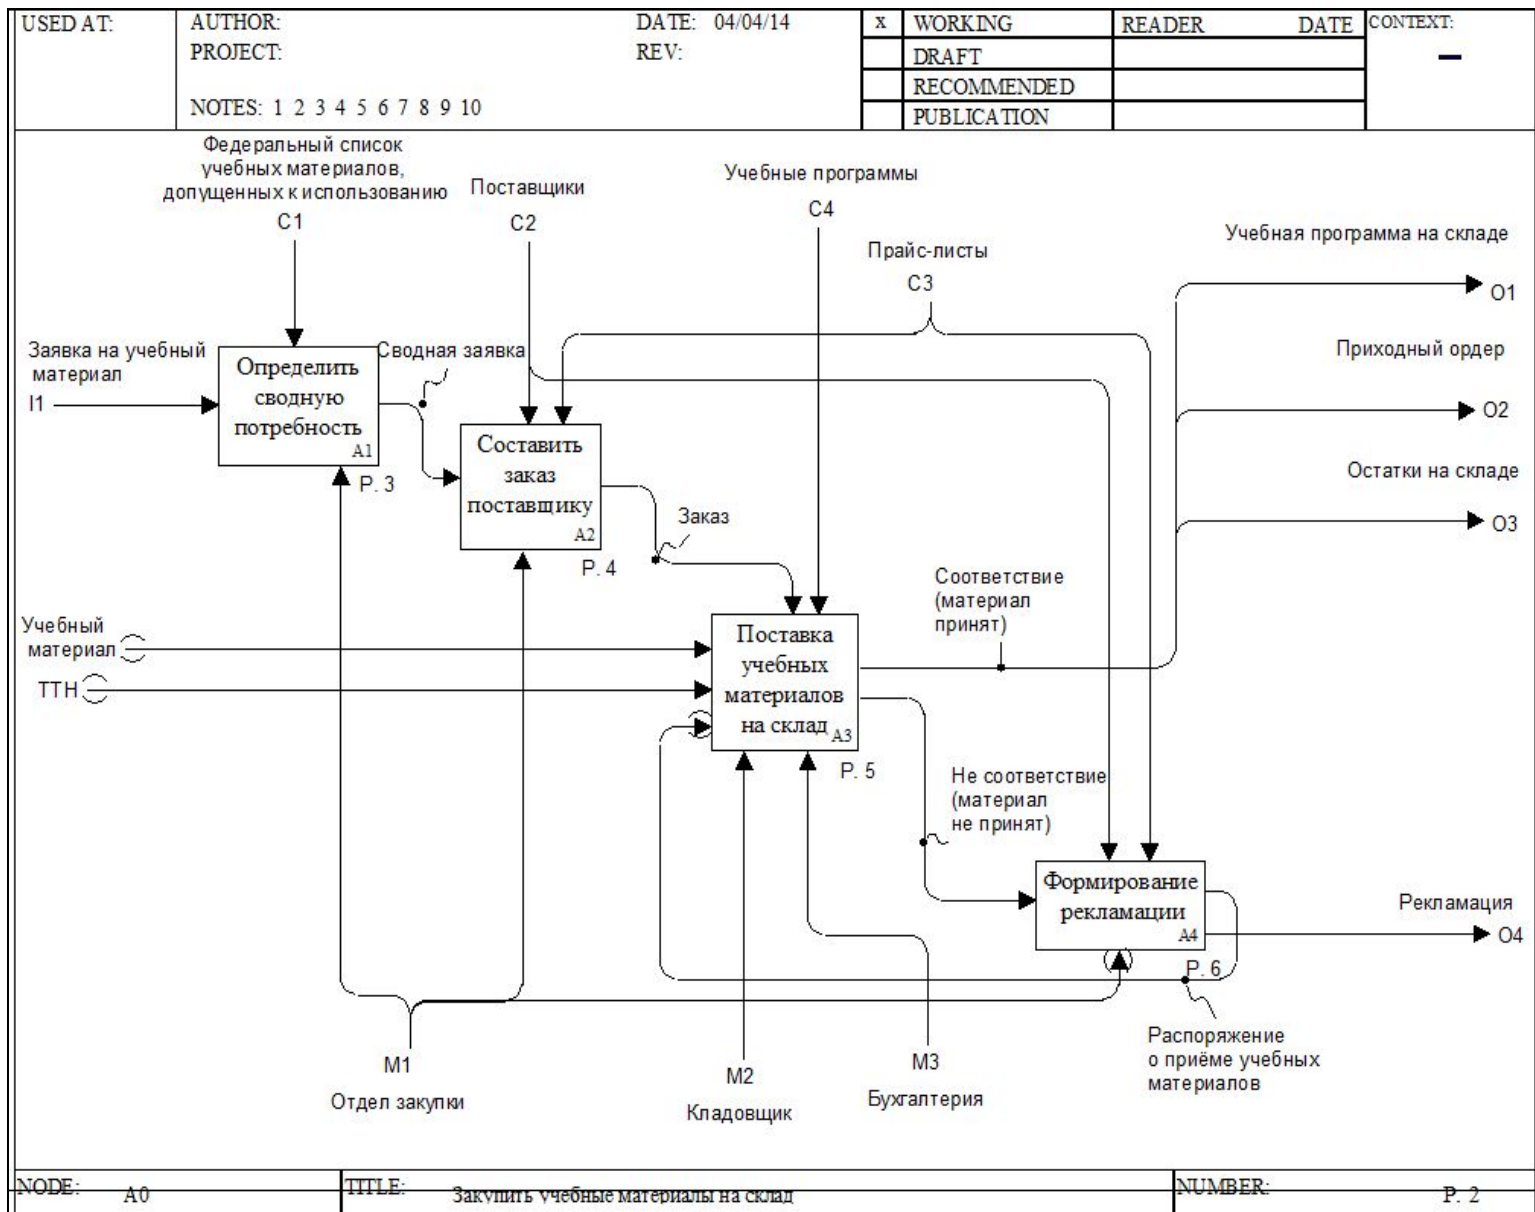 USED AT:
AUTHOR:
DATE: 04/04/14
PROJECT:
REV:
NOTES: 1 2 3 4 5 6 7 8 9 10
x WORKING
DRAFT
RECOMMENDED
PUBLICATION
READER DATE
CONTEXT:
Федеральный список
учебных материалов,
допущенных к использованию
C1
Поставщики
C2
Учебные программы
C4
Прайс-листы
C3
Учебная программа на складе
O1
Приходный ордер
O2
Остатки на складе
O3
Заявка на учебный
материал
I1
Определить
сводную
потребность
A1
P. 3
Сводная заявка
Составить
заказ
поставщику
A2
P. 4
Заказ
Учебный
материал
ТТН
Поставка
учебных
материалов
на склад
A3
P. 5
Соответствие
(материал
принят)
Не соответствие
(материал
не принят)
Формирование
рекламации
A4
P. 6
Рекламация
O4
Распоряжение
о приёме учебных
материалов
M1
Отдел закупки
M2
Кладовщик
M3
Бухгалтерия
NODE: A0
TITLE: Закупить учебные материалы на склад
NUMBER: P. 2